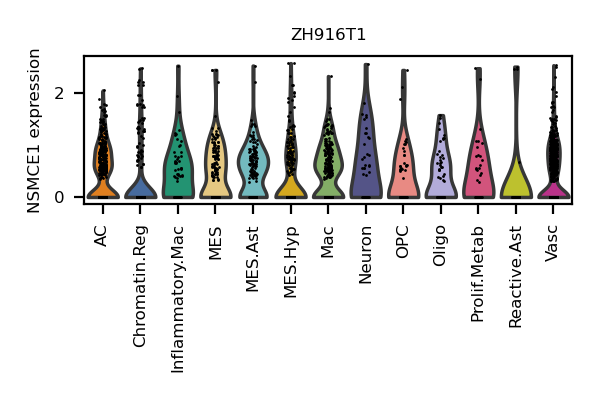 ZH916T1
NSMCE1 expression
2
0
AC
Chromatin.Reg
Inflammatory.Mac
MES
MES.Ast
MES.Hyp
Mac
Neuron
OPC
Oligo
Prolif.Metab
Reactive.Ast
Vasc